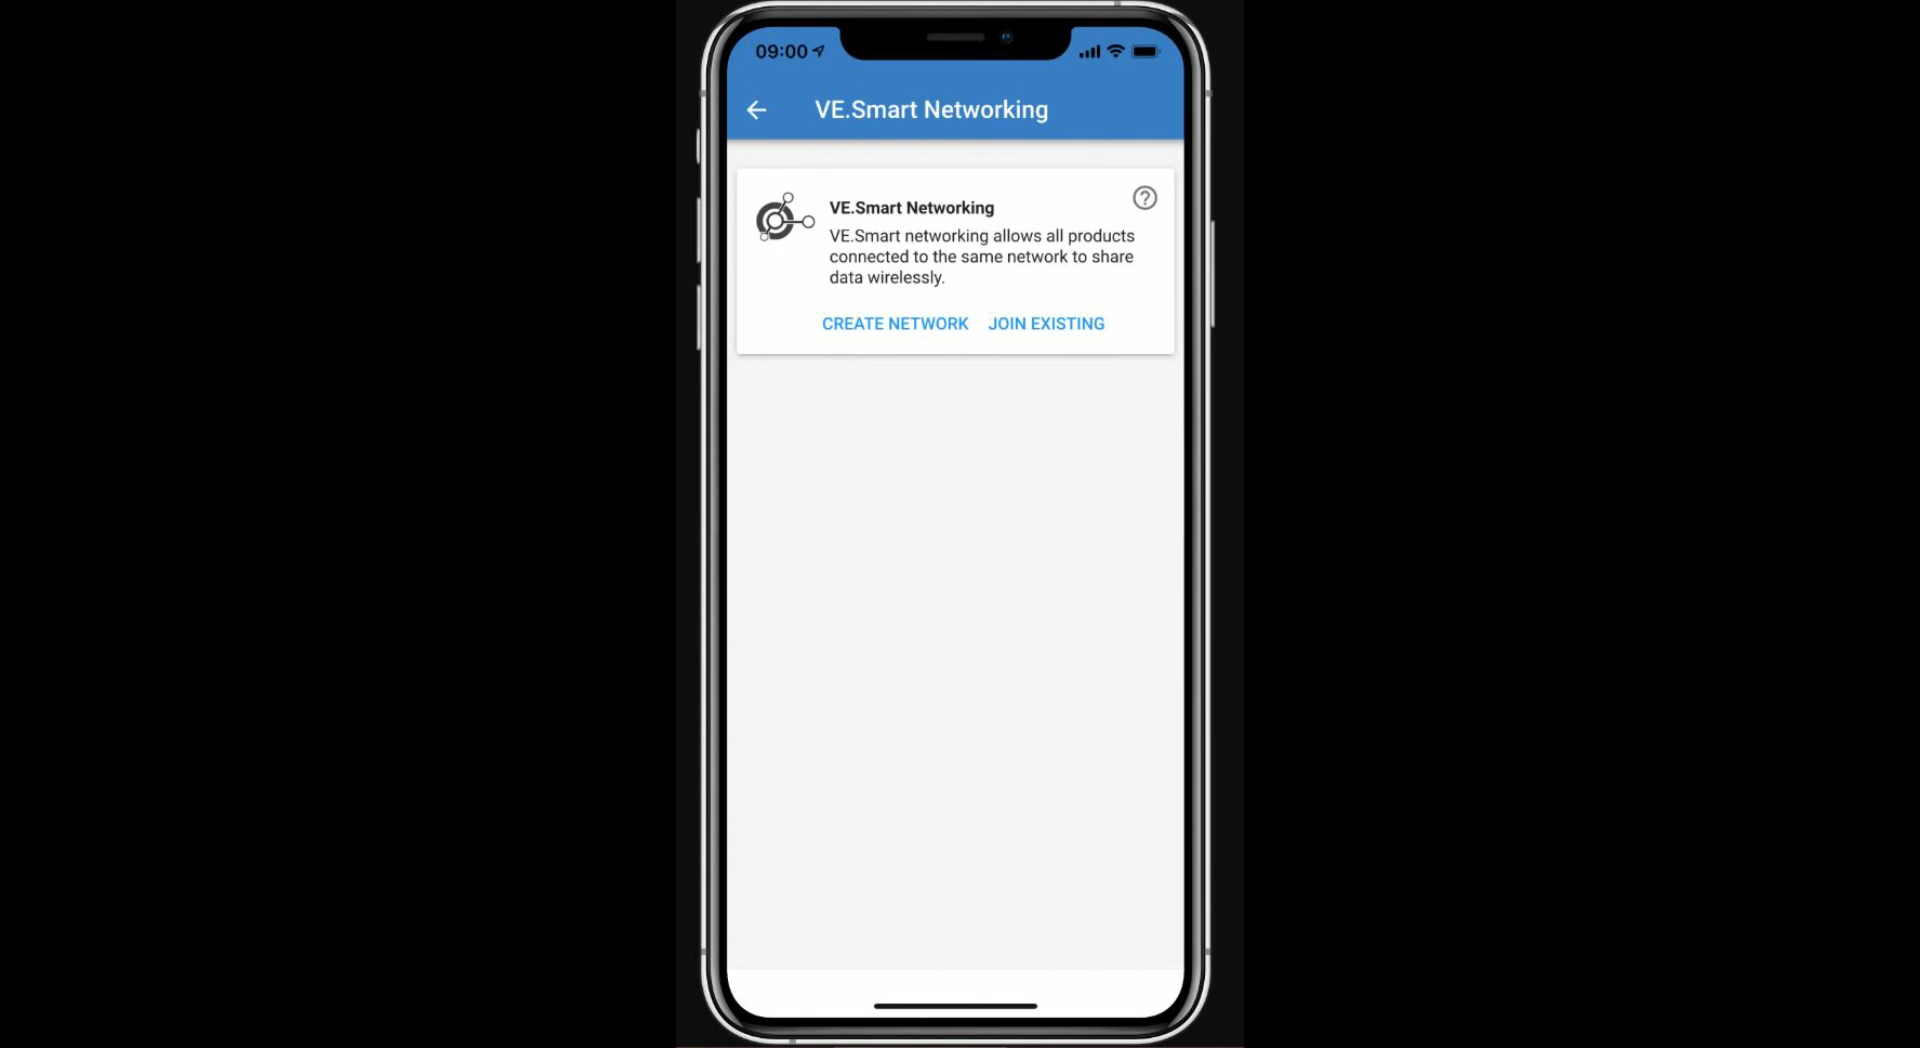 09:00
VE.Smart Networking
VE.Smart Networking
VE.Smart networking allows all products
connected to the same network to share
data wirelessly.
CREATE NETWORK JOIN EXISTING